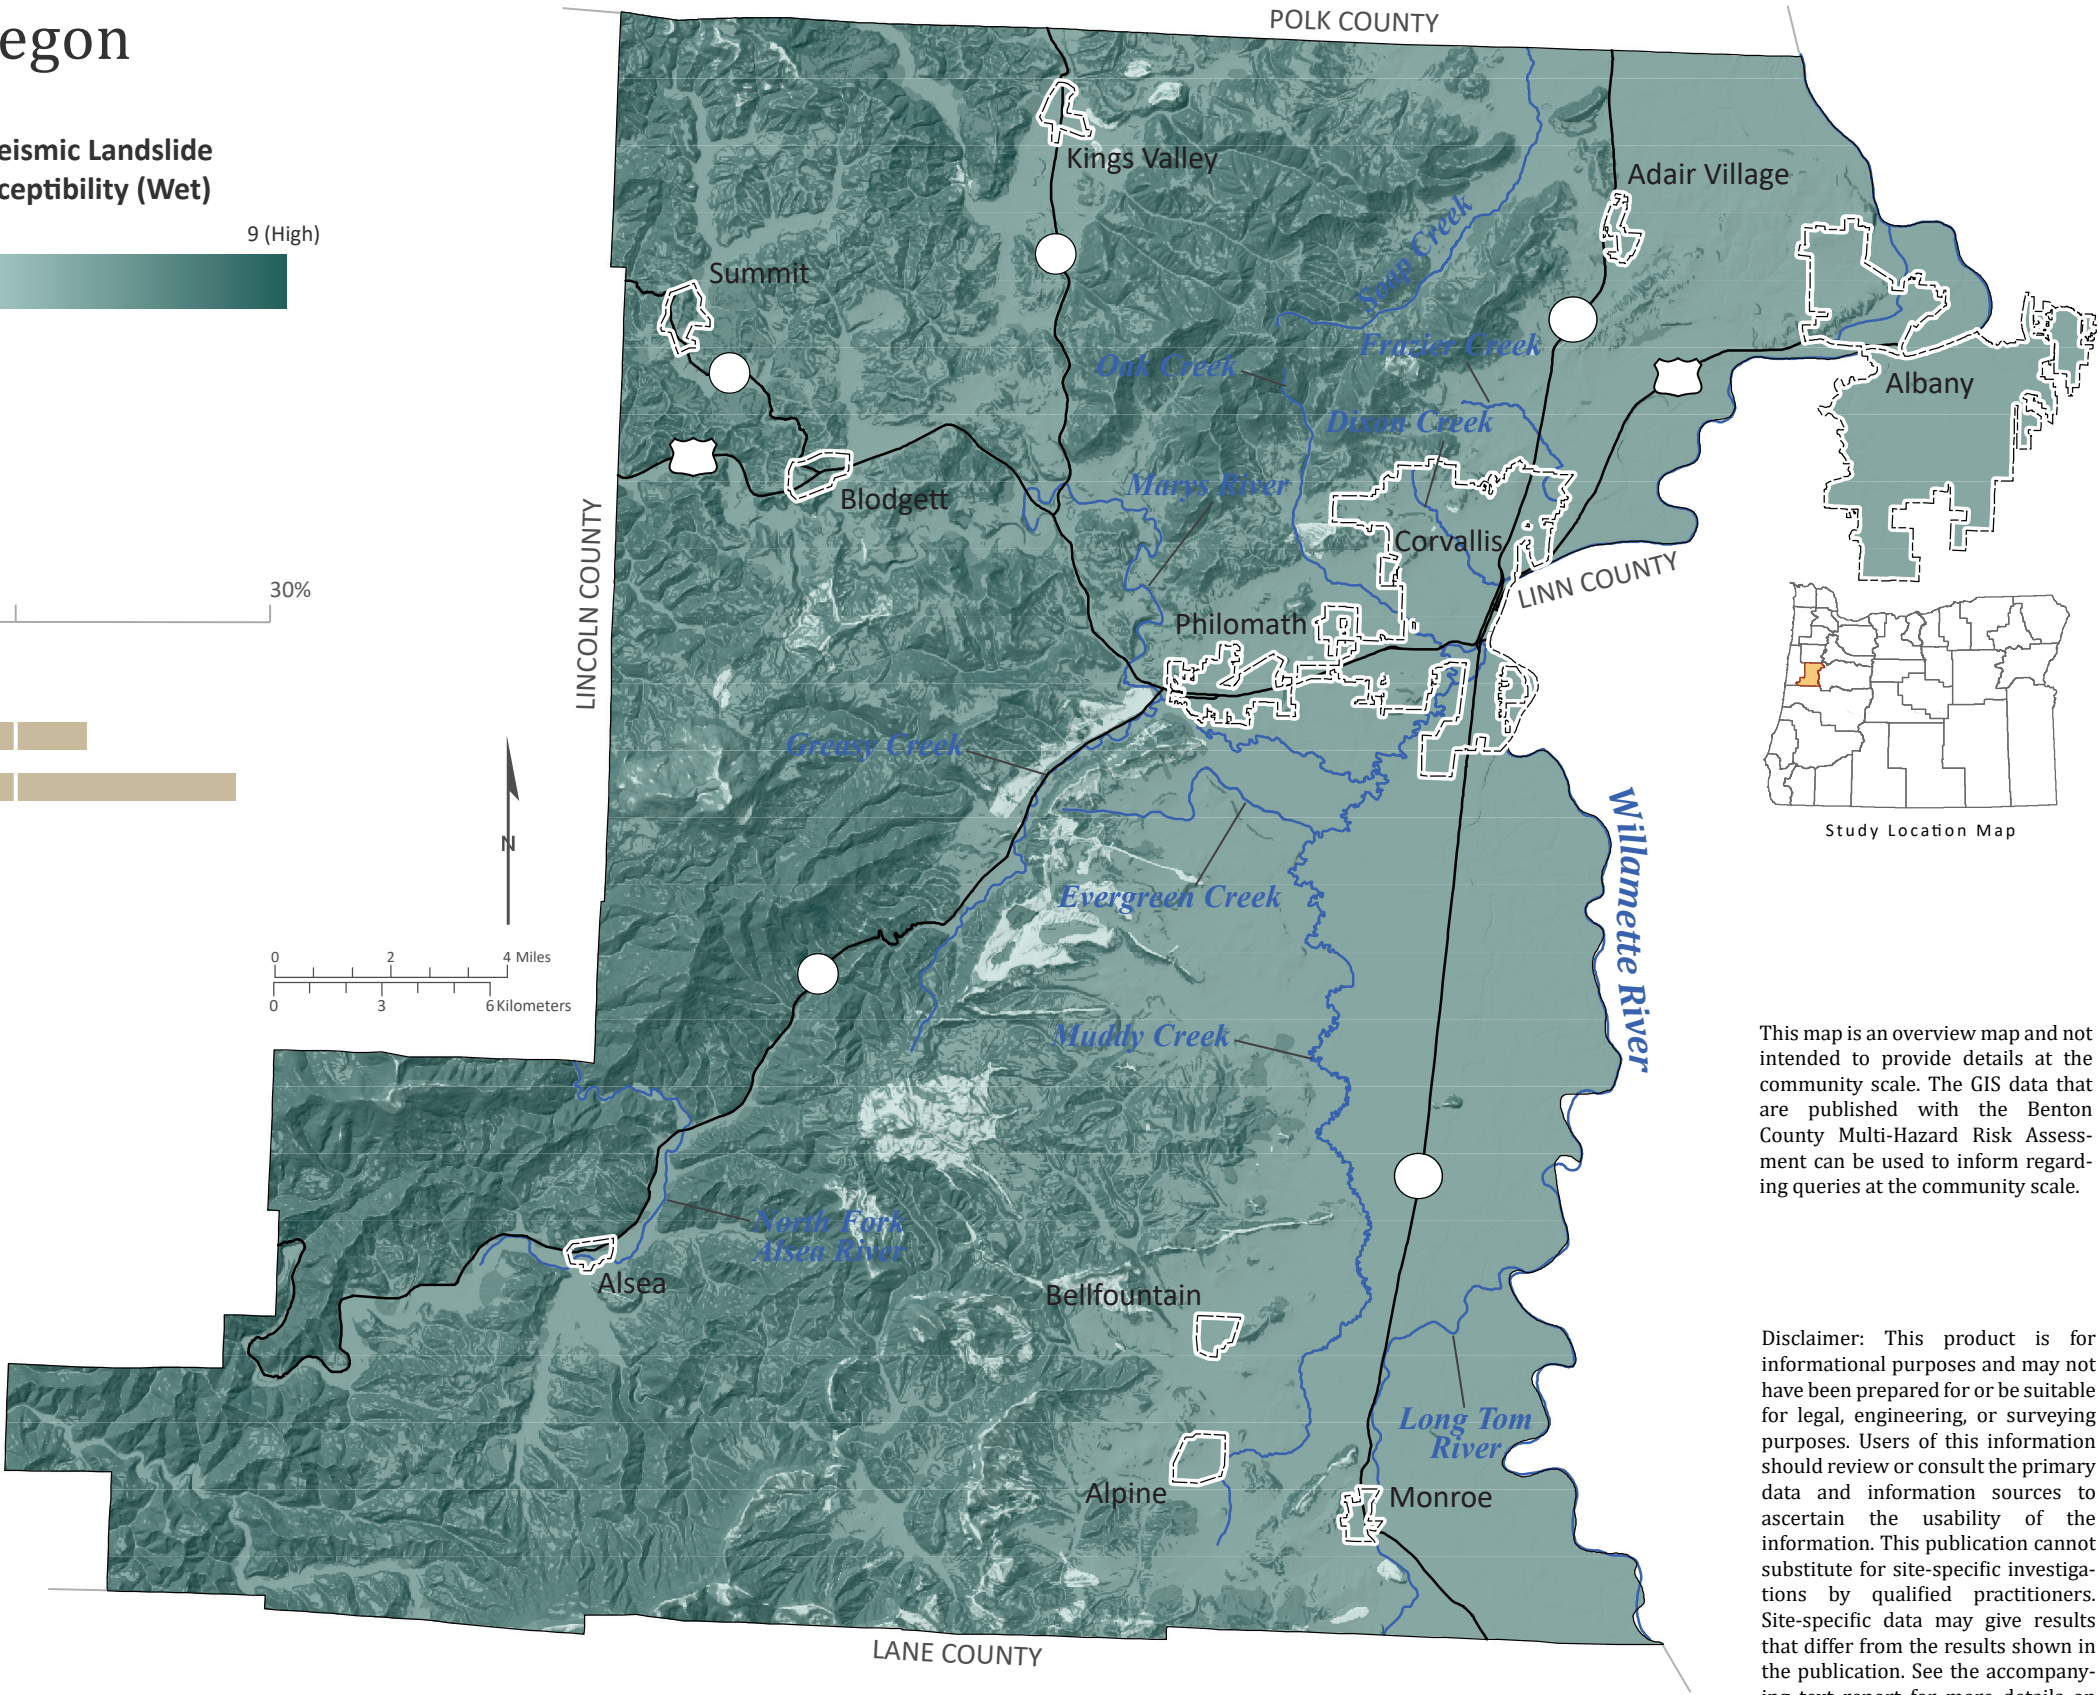 egon
eismic Landslide
ceptibility (Wet)
9 (High)
30%
N
0 2 4 Miles
0 3 6 Kilometers
POLK COUNTY
LINCOLN COUNTY
LINN COUNTY
LANE COUNTY
Kings Valley
Adair Village
Summit
Soap Creek
Frazier Creek
Oak Creek
Albany
Dixon Creek
Blodgett
Marys River
Corvallis
Philomath
Greasy Creek
Willamette River
Evergreen Creek
Muddy Creek
North Fork
Alsea River
Alsea
Bellfountain
Long Tom
River
Alpine
Monroe
Study Location Map
This map is an overview map and not
intended to provide details at the
community scale. The GIS data that
are published with the Benton
County Multi-Hazard Risk Assess-
ment can be used to inform regard-
ing queries at the community scale.
Disclaimer: This product is for
informational purposes and may not
have been prepared for or be suitable
for legal, engineering, or surveying
purposes. Users of this information
should review or consult the primary
data and information sources to
ascertain the usability of the
information. This publication cannot
substitute for site-specific investiga-
tions by qualified practitioners.
Site-specific data may give results
that differ from the results shown in
the publication. See the accompany-
ing text report for more details on